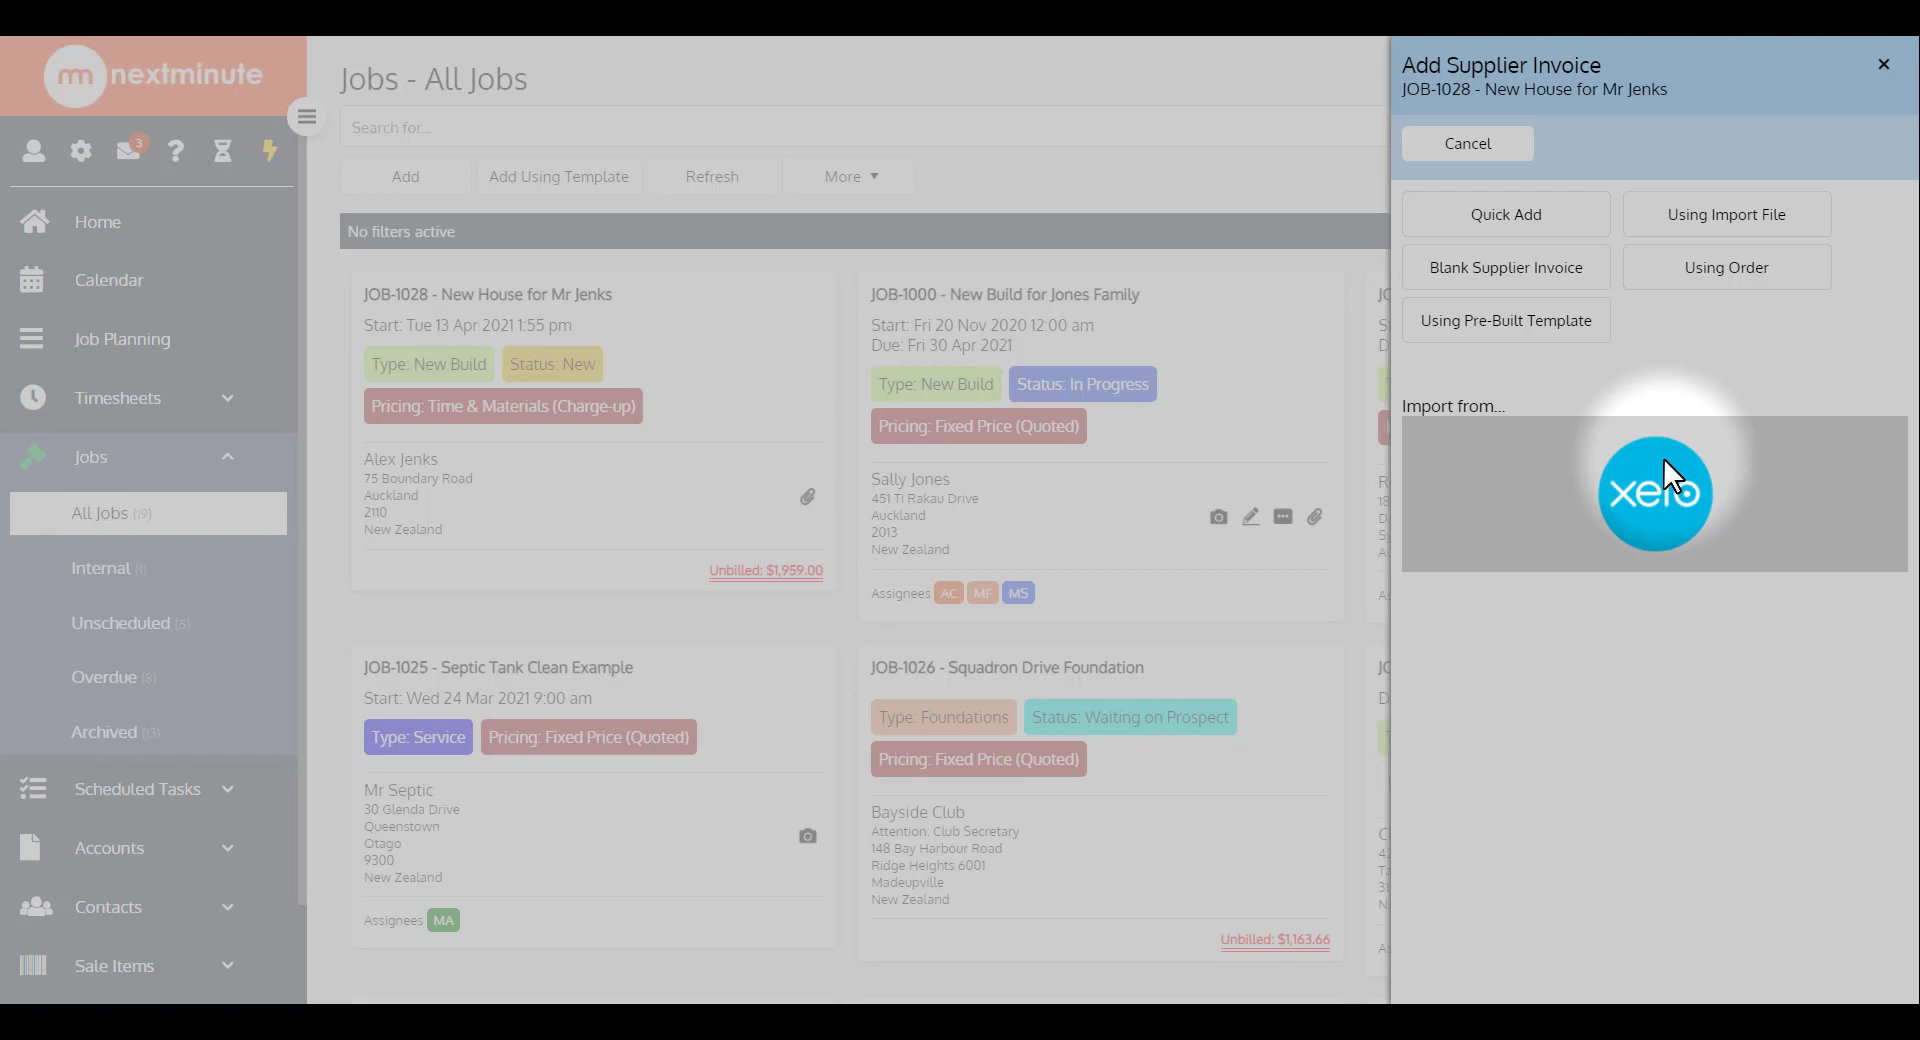 nextminute
3
Home
Calendar
Job Planning
Timesheets
Jobs
All Jobs (19)
Internal (1)
Unscheduled (5)
Overdue (8)
Archived (13)
Scheduled Tasks
Accounts
Contacts
Sale Items
Jobs - All Jobs
Search for...
Add
Add Using Template
Refresh
More
No filters active
JOB-1028 - New House for Mr Jenks
Start: Tue 13 Apr 2021 1:55 pm
Type: New Build
Status: New
Pricing: Time & Materials (Charge-up)
Alex Jenks
75 Boundary Road
Auckland
2110
New Zealand
Unbilled: $1,959.00
JOB-1000 - New Build for Jones Family
Start: Fri 20 Nov 2020 12:00 am
Due: Fri 30 Apr 2021
Type: New Build
Status: In Progress
Pricing: Fixed Price (Quoted)
Sally Jones
451 Ti Rakau Drive
Auckland
2013
New Zealand
Assignees AC MF MS
JOB-1025 - Septic Tank Clean Example
Start: Wed 24 Mar 2021 9:00 am
Type: Service
Pricing: Fixed Price (Quoted)
Mr Septic
30 Glenda Drive
Queenstown
Otago
9300
New Zealand
Assignees MA
JOB-1026 - Squadron Drive Foundation
Type: Foundations
Status: Waiting on Prospect
Pricing: Fixed Price (Quoted)
Bayside Club
Attention: Club Secretary
148 Bay Harbour Road
Ridge Heights 6001
Madeupville
New Zealand
Unbilled: $1,163.66
Add Supplier Invoice
JOB-1028 - New House for Mr Jenks
Cancel
Quick Add
Using Import File
Blank Supplier Invoice
Using Order
Using Pre-Built Template
Import from...
xero